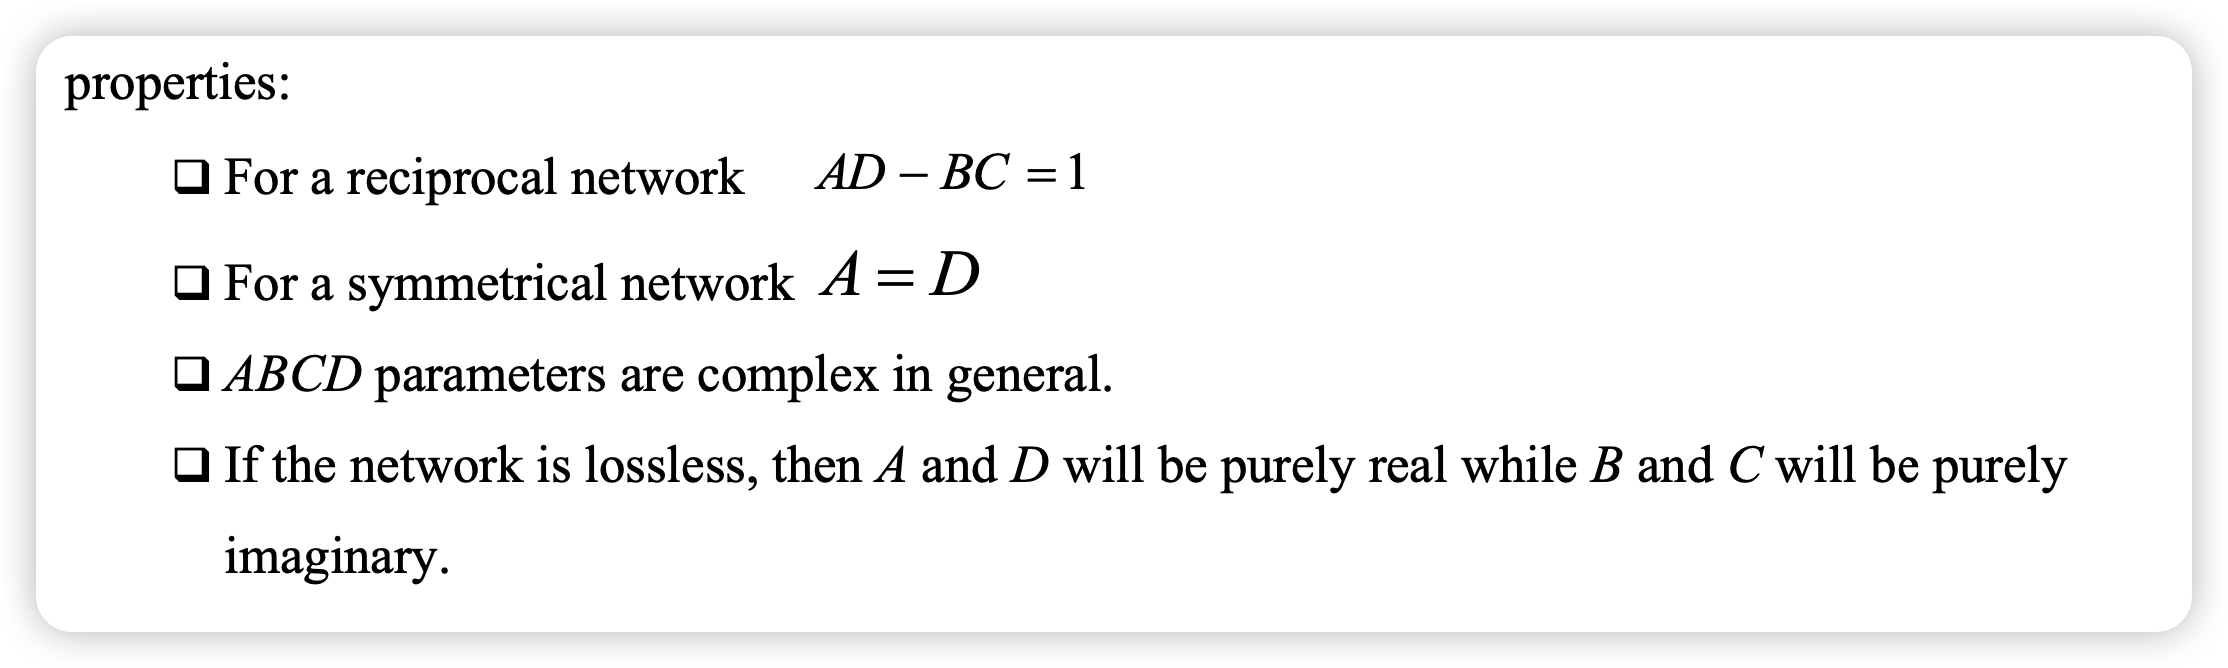 properties:
❑ For a reciprocal network AD − BC = 1
❑ For a symmetrical network A = D
❑ ABCD parameters are complex in general.
❑ If the network is lossless, then A and D will be purely real while B and C will be purely
imaginary.